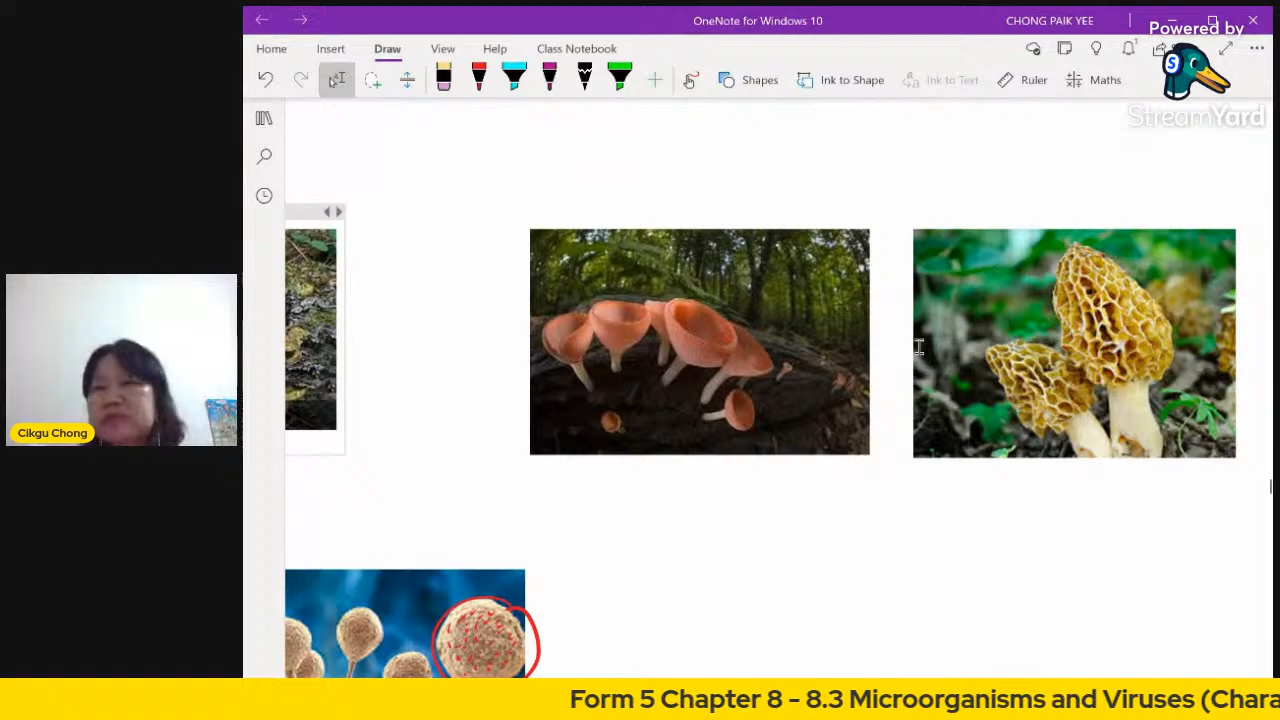 OneNote for Windows 10
CHONG PAIK YEE
Powered by
StreamYard
Home
Insert
Draw
View
Help
Class Notebook
Shapes
Ink to Shape
Ink to Text
Ruler
Maths
Cikgu Chong
Form 5 Chapter 8 - 8.3 Microorganisms and Viruses (Chara